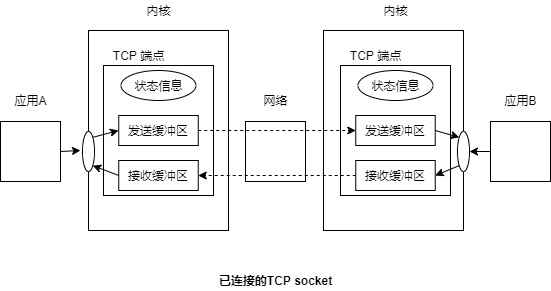 内核
内核
TCP 端点
TCP 端点
状态信息
状态信息
应用A
网络
应用B
发送缓冲区
发送缓冲区
接收缓冲区
接收缓冲区
已连接的TCP socket